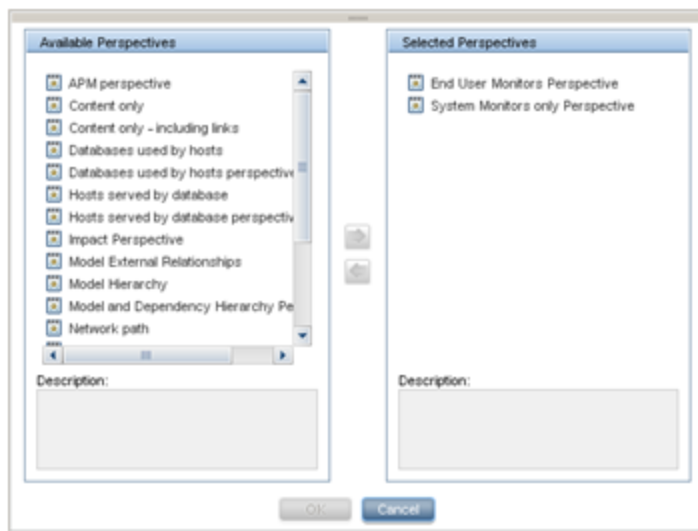 Available Perspectives
APM perspective
Content only
Content only - including links
Databases used by hosts
Databases used by hosts perspective
Hosts served by database
Hosts served by database perspectiv
Impact Perspective
Model External Relationships
Model Hierarchy
Model and Dependency Hierarchy Pe
Network path
Description:
Selected Perspectives
End User Monitors Perspective
System Monitors only Perspective
Description:
OK
Cancel